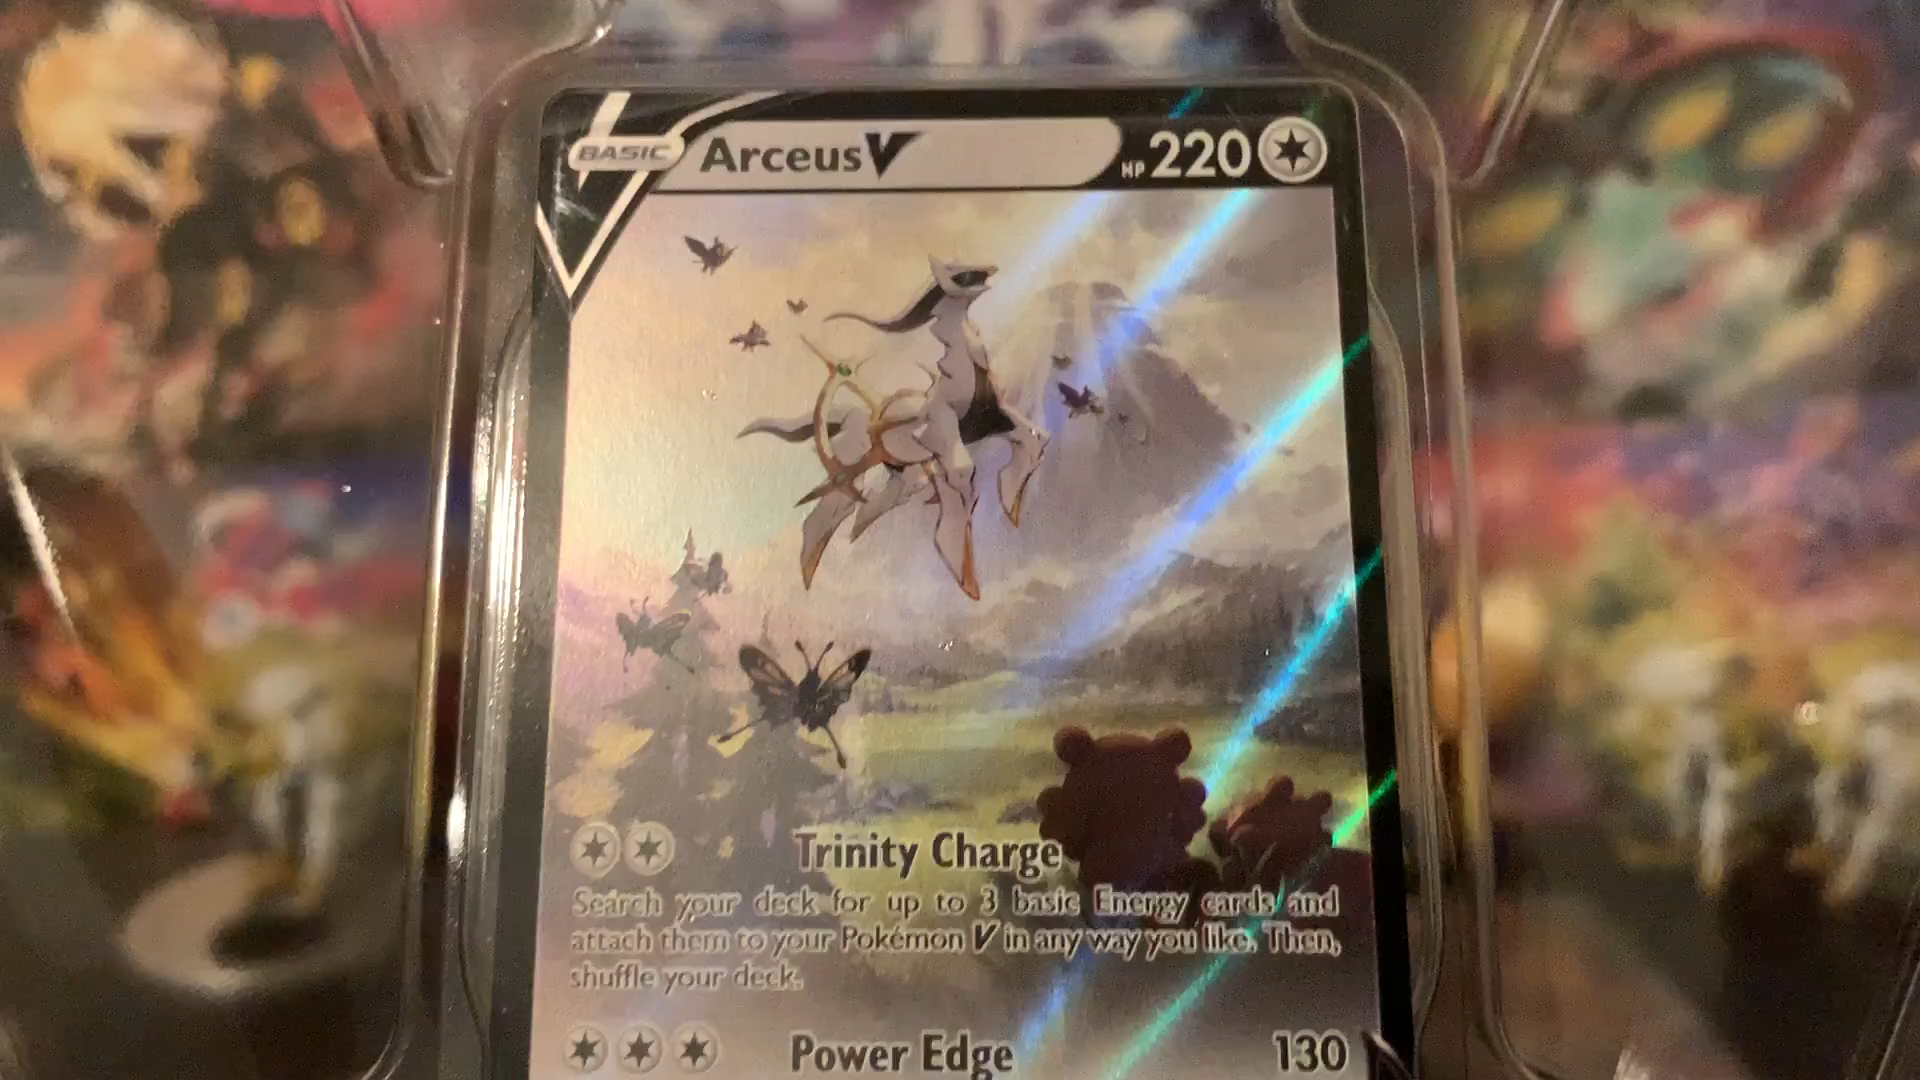 BASIC Arceus V HP 220
Trinity Charge
Search your deck for up to 3 basic Energy cards and
attach them to your Pokémon V in any way you like. Then,
shuffle your deck.
Power Edge 130